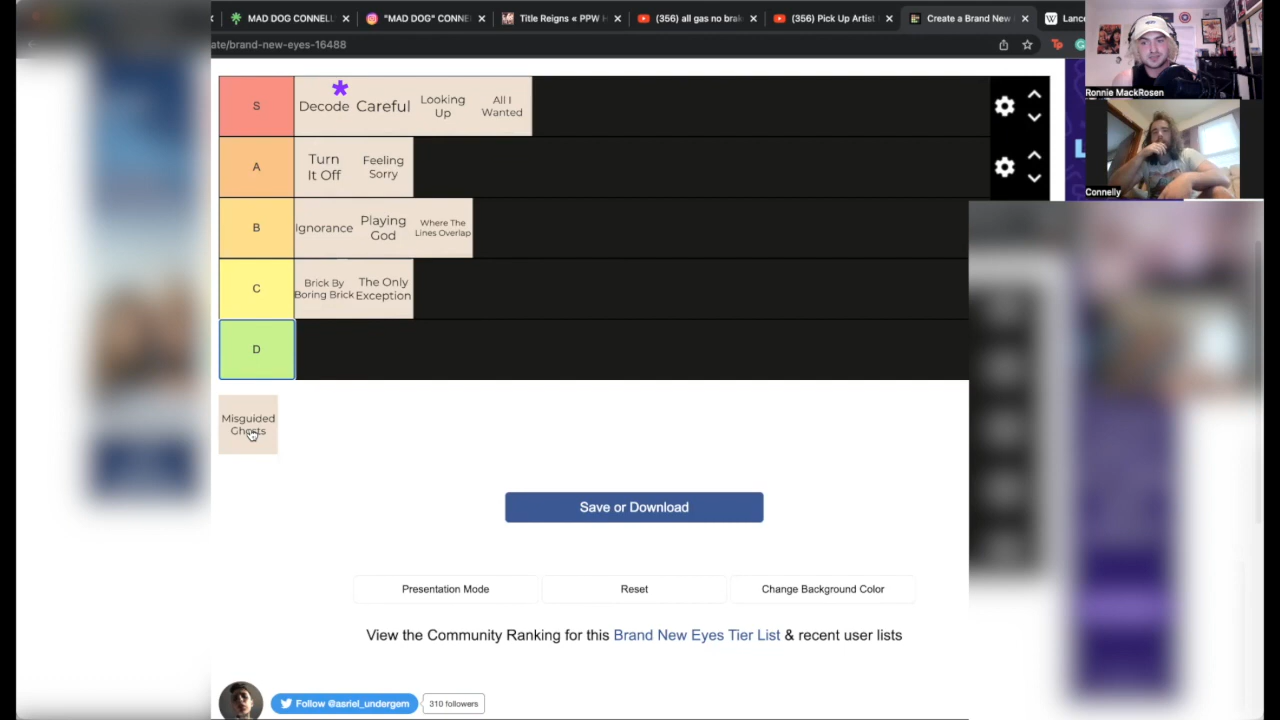 MAD DOG CONNELL
"MAD DOG" CONNE
Title Reigns « PPW H
(356) all gas no brak
(356) Pick Up Artist
Create a Brand New
Lanc
ate/brand-new-eyes-16488
Ronnie MackRosen
Connelly
S
Decode
Careful
Looking
Up
All I
Wanted
A
Turn
It Off
Feeling
Sorry
B
Ignorance
Playing
God
Where The
Lines Overlap
C
Brick By
Boring Brick
The Only
Exception
D
Misguided
Ghosts
Save or Download
Presentation Mode
Reset
Change Background Color
View the Community Ranking for this Brand New Eyes Tier List & recent user lists
Follow @asriel_undergem
310 followers